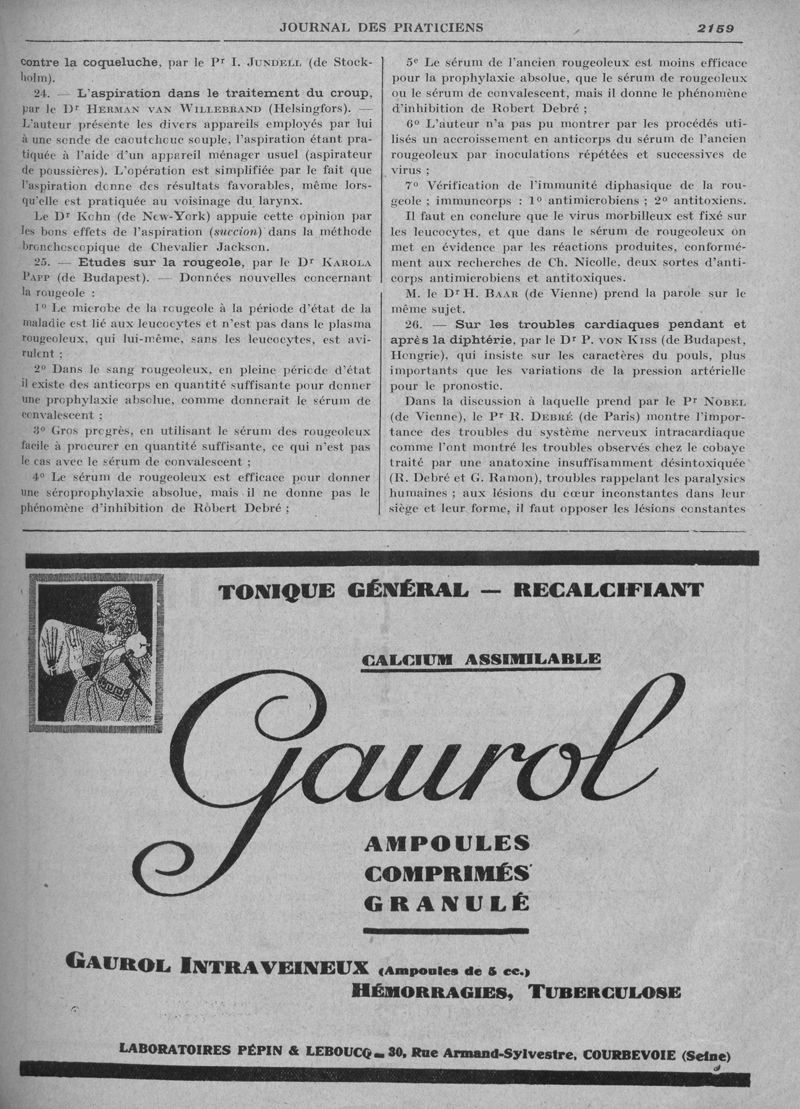 JOURNAL DES PRATICIENS 2159
contre la coqueluche, par le Pr I. JUNDELL (de Stock-
holm).
24. — L'aspiration dans le traitement du croup,
par le Dr HERMAN VAN WILLEBRAND (Helsingfors). —
L'auteur présente les divers appareils employés par lui
à une sonde de caoutchouc souple, l'aspiration étant pra-
tiquée à l'aide d'un appareil ménager usuel (aspirateur
de poussières). L'opération est simplifiée par le fait que
l'aspiration donne des résultats favorables, même lors-
qu'elle est pratiquée au voisinage du larynx.
Le Dr Kohn (de New-York) appuie cette opinion par
les bons effets de l'aspiration (succion) dans la méthode
bronchoscopique de Chevalier Jackson.
25. — Etudes sur la rougeole, par le Dr KAROLA
PAPP (de Budapest). — Données nouvelles concernant
la rougeole :
1º Le microbe de la rougeole à la période d'état de la
maladie est lié aux leucocytes et n'est pas dans le plasma
rougeoleux, qui lui-même, sans les leucocytes, est avi-
rulent ;
2º Dans le sang rougeoleux, en pleine période d'état
il existe des anticorps en quantité suffisante pour donner
une prophylaxie absolue, comme donnerait le sérum de
convalescent ;
3º Gros progrès, en utilisant le sérum des rougeoleux
facile à procurer en quantité suffisante, ce qui n'est pas
le cas avec le sérum de convalescent ;
4º Le sérum de rougeoleux est efficace pour donner
une séroprophylaxie absolue, mais il ne donne pas le
phénomène d'inhibition de Ròbert Debré ;
5e Le sérum de l'ancien rougeoleux est moins efficace
pour la prophylaxie absolue, que le sérum de rougeoleux
ou le sérum de convalescent, mais il donne le phénomène
d'inhibition de Robert Debré ;
6º L'auteur n'a pas pu montrer par les procédés uti-
lisés un accroissement en anticorps du sérum de l'ancien
rougeoleux par inoculations répétées et successives de
virus ;
7º Vérification de l'immunité diphasique de la rou-
geole ; immuncorps : 1º antimicrobiens ; 2º antitoxiens.
Il faut en conclure que le virus morbilleux est fixé sur
les leucocytes, et que dans le sérum de rougeoleux on
met en évidence par les réactions produites, conformé-
ment aux recherches de Ch. Nicolle, deux sortes d'anti-
corps antimicrobiens et antitoxiques.
M. le Dr H. BAAR (de Vienne) prend la parole sur le
même sujet.
26. — Sur les troubles cardiaques pendant et
après la diphtérie, par le Dr P. VON KISS (de Budapest,
Hongrie), qui insiste sur les caractères du pouls, plus
importants que les variations de la pression artérielle
pour le pronostic.
Dans la discussion à laquelle prend par le Pr NOBEL
(de Vienne), le Pr R. DEBRÉ (de Paris) montre l'impor-
tance des troubles du système nerveux intracardiaque
comme l'ont montré les troubles observés chez le cobaye
traité par une anatoxine insuffisamment désintoxiquée
(R. Debré et G. Ramon), troubles rappelant les paralysies
humaines ; aux lésions du cœur inconstantes dans leur
siège et leur forme, il faut opposer les lésions constantes
TONIQUE GÉNÉRAL — RECALCIFIANT
CALCIUM ASSIMILABLE
Gaurol
AMPOULES
COMPRIMÉS
GRANULÉ
GAUROL INTRAVEINEUX (Ampoules de 5 cc.)
HÉMORRAGIES, TUBERCULOSE
LABORATOIRES PÉPIN & LEBOUCQ — 30, Rue Armand-Sylvestre, COURBEVOIE (Seine)